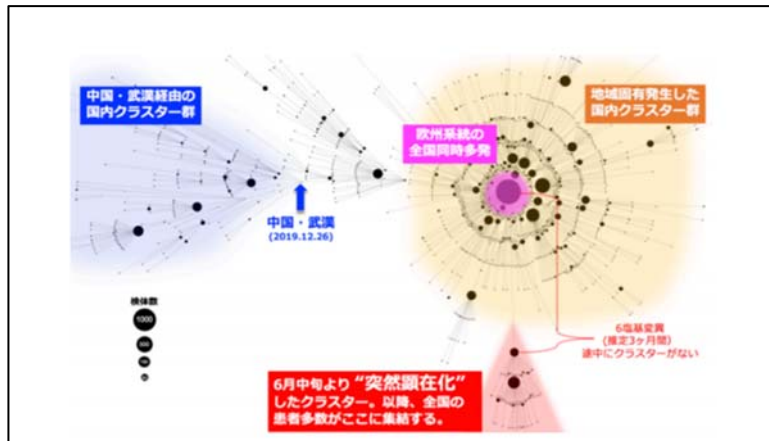 中国・武漢経由の
国内クラスター群
地域固有発生した
国内クラスター群
欧州系統の
全国同時多発
中国・武漢
(2019.12.26)
検体数
1000
6塩基変異
(推定3ヶ月間)
途中にクラスターがない
6月中旬より“突然顕在化”
したクラスター。以降、全国の
患者多数がここに集結する。